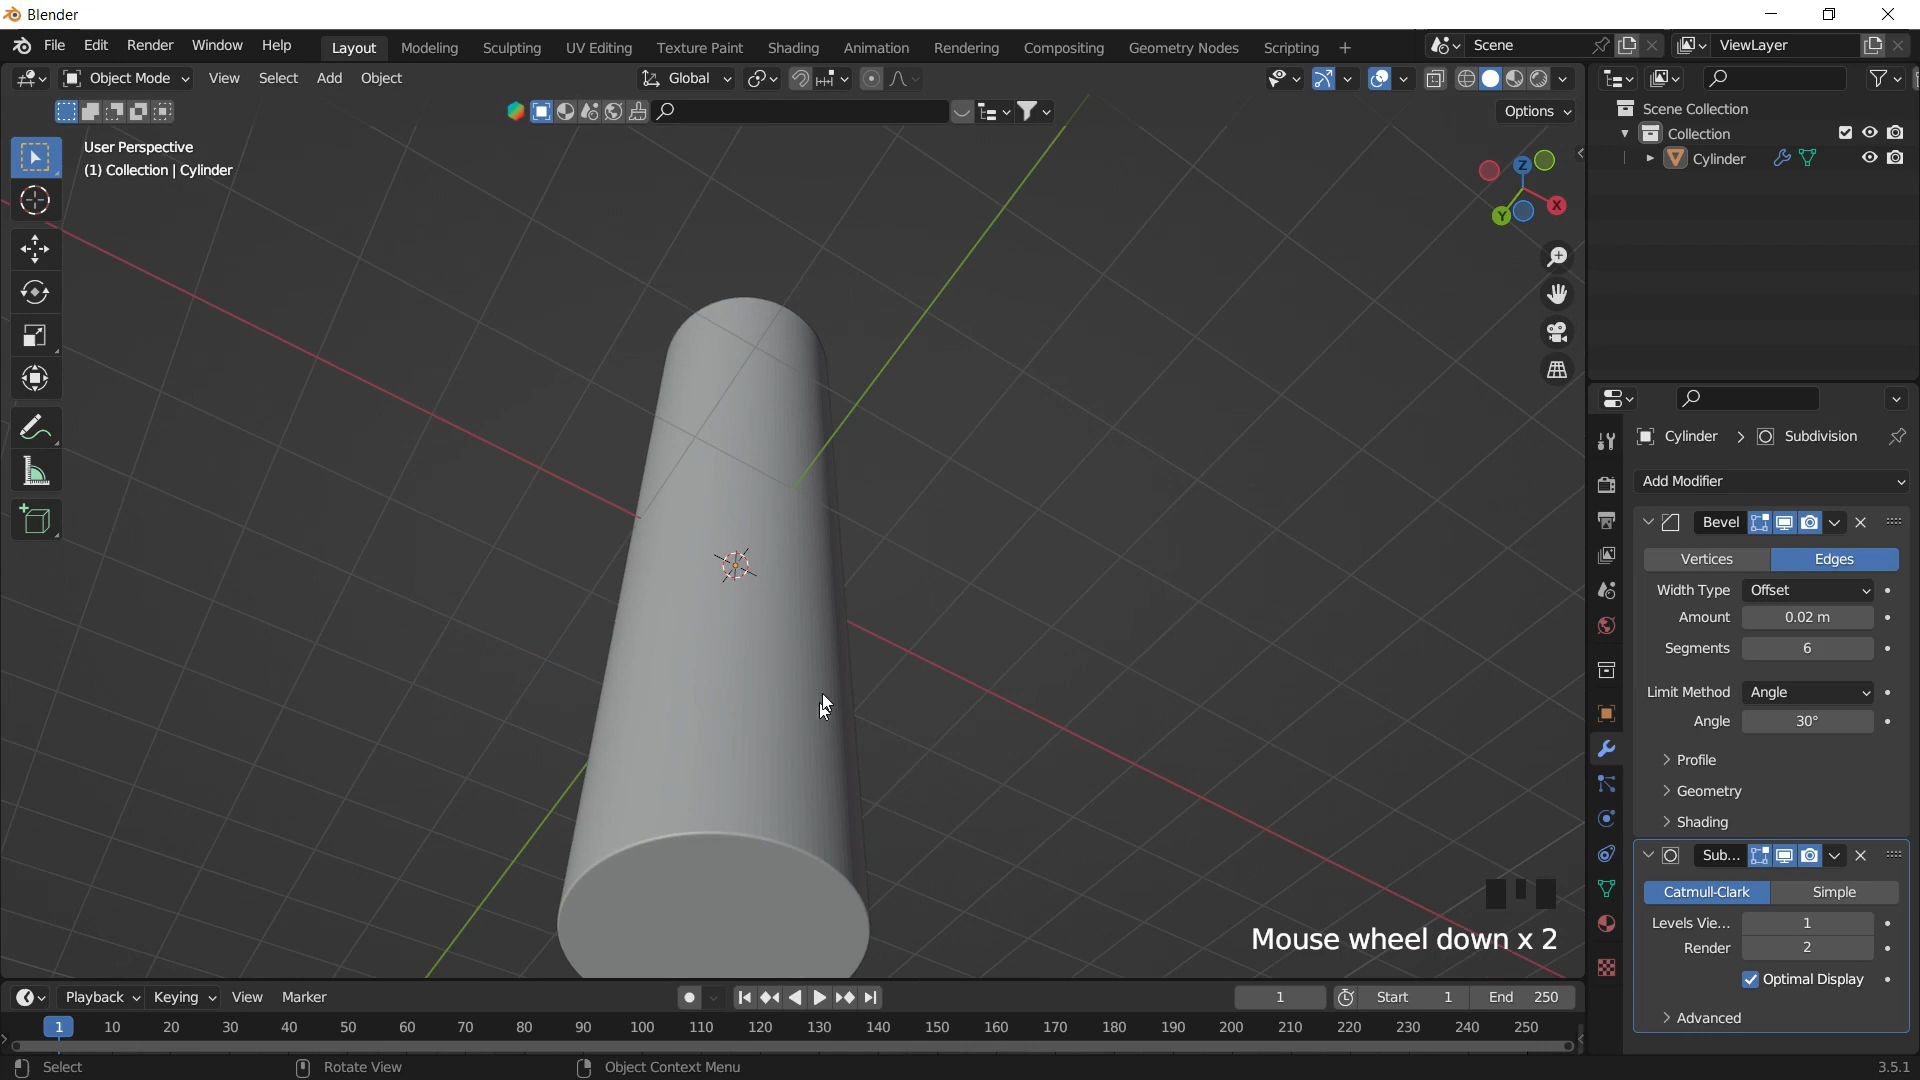 Blender
File Edit Render Window Help Layout Modeling Sculpting UV Editing Texture Paint Shading Animation Rendering Compositing Geometry Nodes Scripting + Scene ViewLayer
Object Mode View Select Add Object Global
Options
User Perspective
(1) Collection | Cylinder
Z
X
Y
Scene Collection
Collection
Cylinder
Cylinder > Subdivision
Add Modifier
Bevel
Vertices Edges
Width Type Offset
Amount 0.02 m
Segments 6
Limit Method Angle
Angle 30°
Profile
Geometry
Shading
Sub...
Catmull-Clark Simple
Levels Vie... 1
Render 2
Optimal Display
Advanced
Mouse wheel down x 2
Playback Keying View Marker 1 Start 1 End 250
1 10 20 30 40 50 60 70 80 90 100 110 120 130 140 150 160 170 180 190 200 210 220 230 240 250
Select Rotate View Object Context Menu 3.5.1